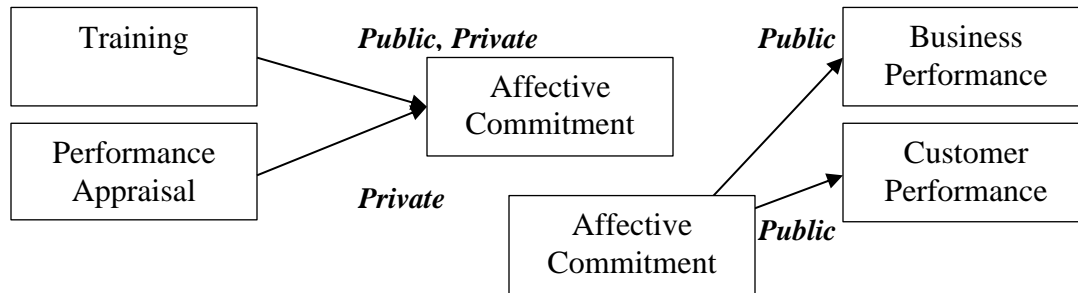 Training
Public, Private
Affective
Commitment
Performance
Appraisal
Private
Public
Business
Performance
Customer
Performance
Affective
Commitment
Public